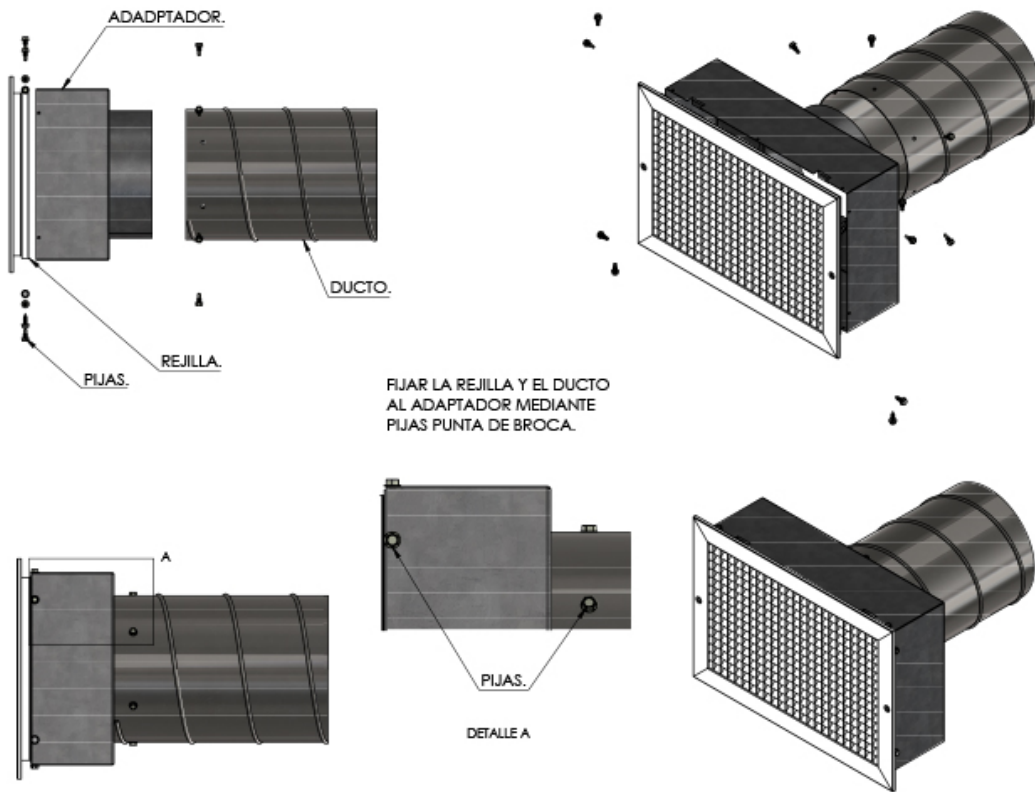 ADADPTADOR.
DUCTO.
REJILLA.
PIJAS.
FIJAR LA REJILLA Y EL DUCTO
AL ADAPTADOR MEDIANTE
PIJAS PUNTA DE BROCA.
A
PIJAS.
DETALLE A